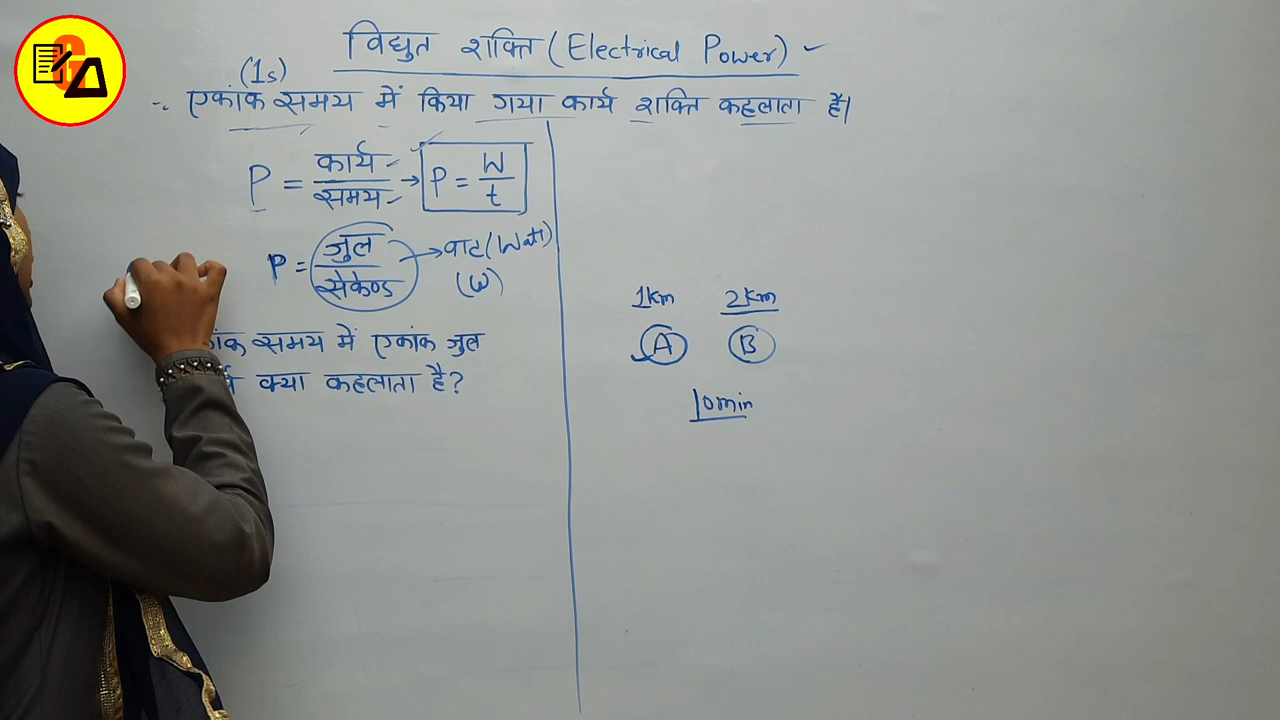 विद्युत शक्ति (Electrical Power)
(1s)
एकांक समय में किया गया कार्य शक्ति कहलाता है।
P = कार्य / समय → P = W / t
P = जुल / सेकेण्ड → वाट (Watt)
(W)
समय में एकांक जुल
क्या कहलाता है?
1km 2km
A B
10min